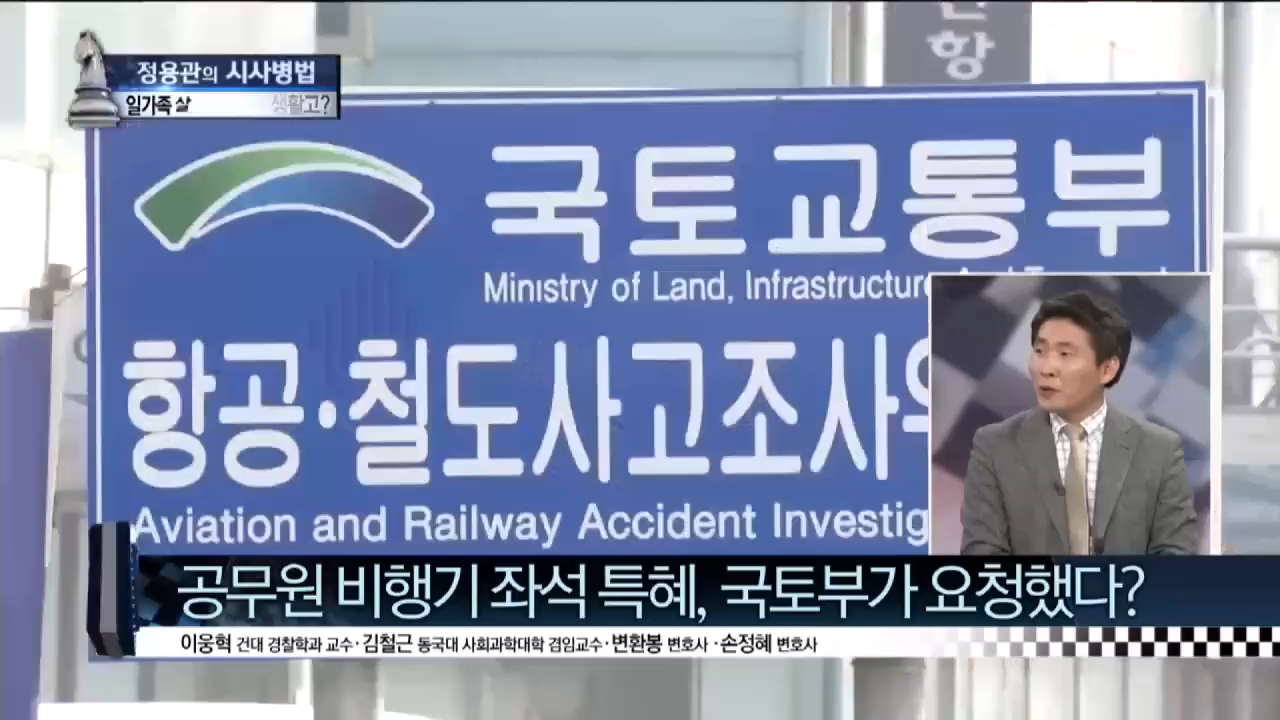 항
정용관의 시사병법
일가족 살 생활고?
국토교통부
Ministry of Land, Infrastructure
항공·철도사고조사
Aviation and Railway Accident Investig
공무원 비행기 좌석 특혜, 국토부가 요청했다?
이웅혁 건대 경찰학과 교수·김철근 동국대 사회과학대학 겸임교수·변환봉 변호사·손정혜 변호사